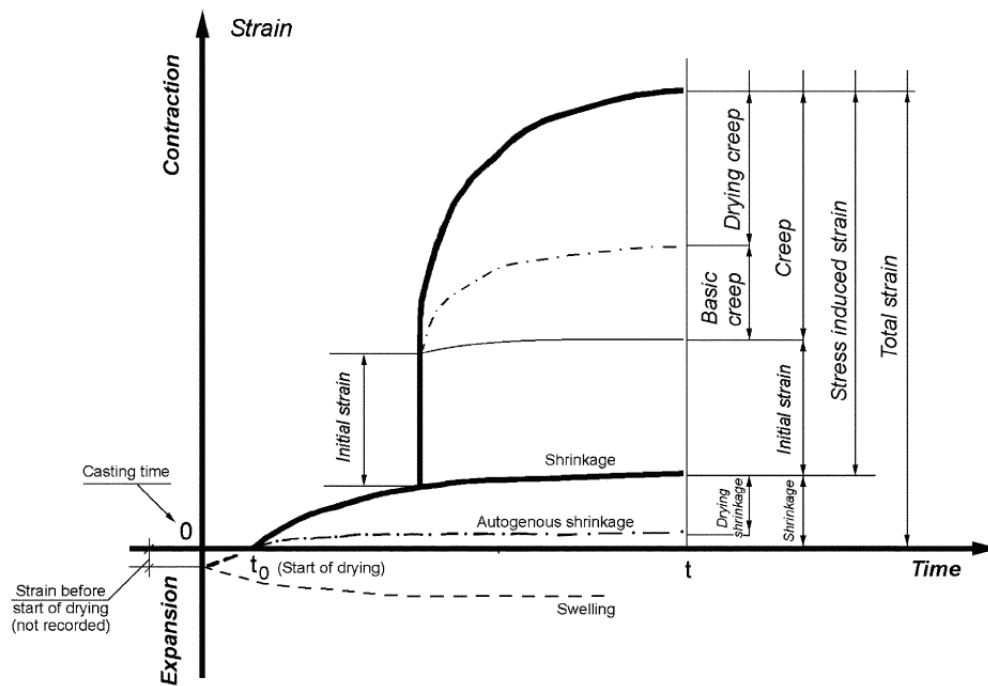 Strain
Contraction
Drying creep
Basic
creep
Creep
Stress induced strain
Total strain
Initial strain
Initial strain
Casting time
0
Shrinkage
Autogenous shrinkage
Drying
shrinkage
Shrinkage
t0 (Start of drying)
t
Time
Strain before
start of drying
(not recorded)
Expansion
Swelling